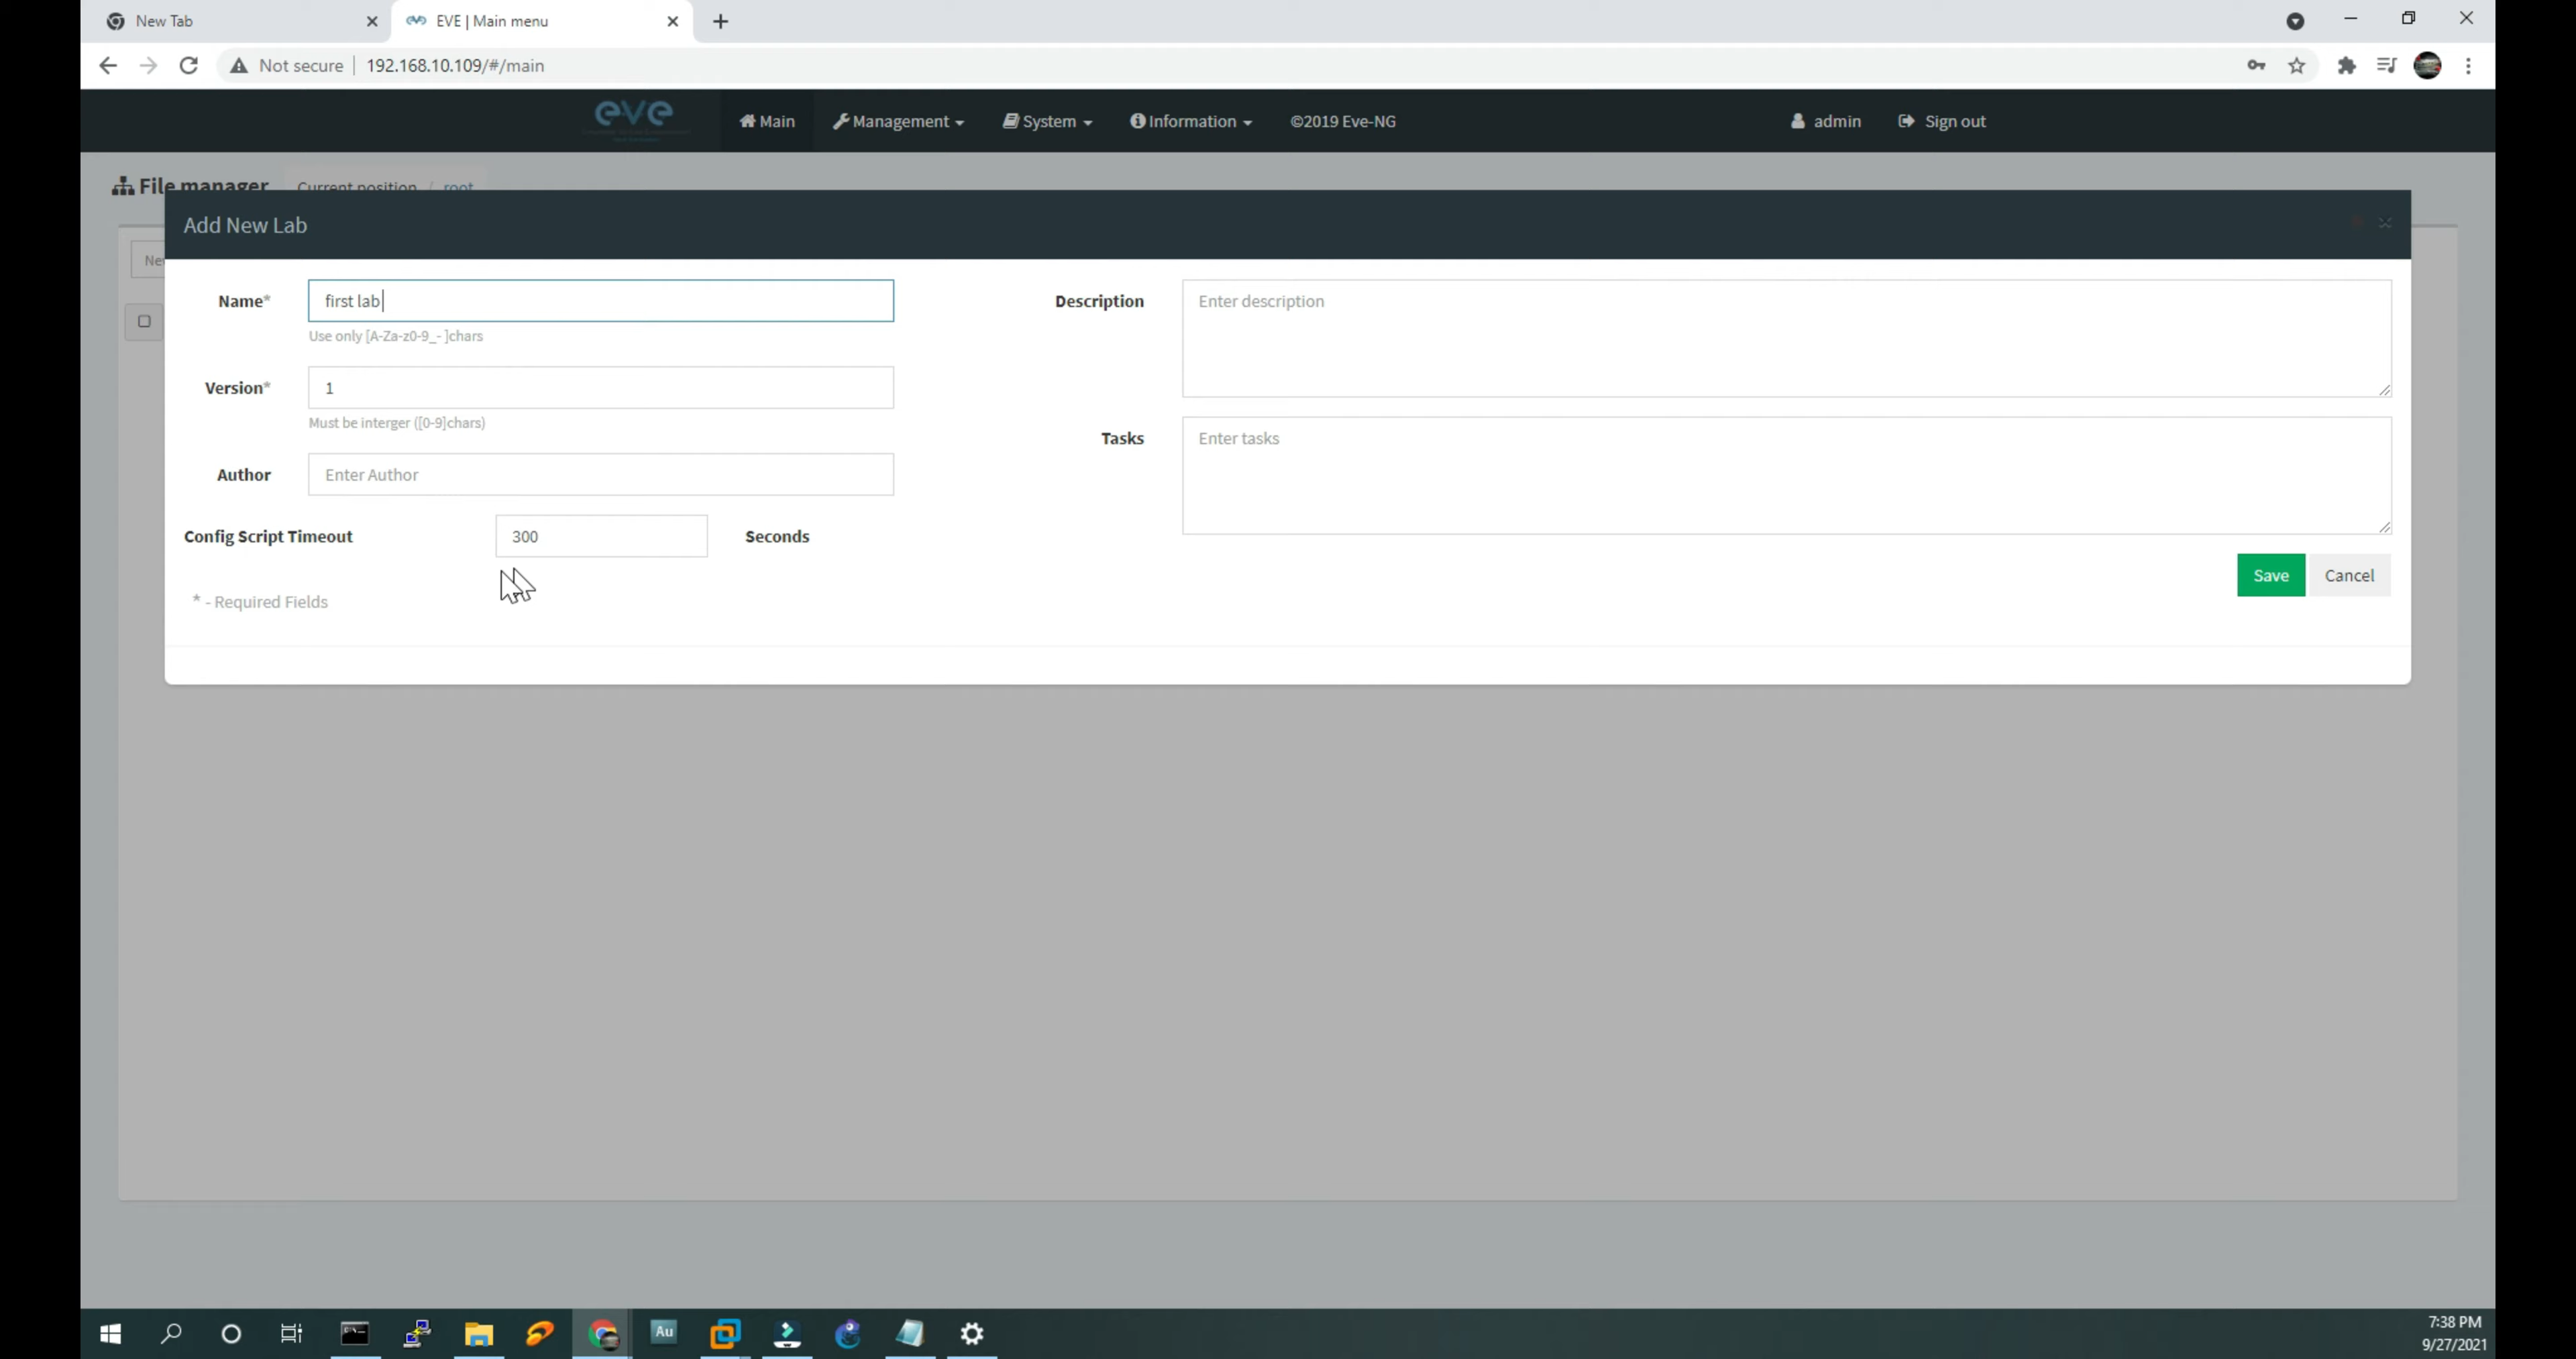 New Tab
EVE | Main menu
Not secure
192.168.10.109/#/main
eve
Main
Management
System
Information
©2019 Eve-NG
admin
Sign out
File manager
Current position / root
Add New Lab
Ne
Name*
first lab
Use only [A-Za-z0-9_- ]chars
Version*
1
Must be interger ([0-9]chars)
Author
Enter Author
Config Script Timeout
300
Seconds
* - Required Fields
Description
Enter description
Tasks
Enter tasks
Save
Cancel
Au
7:38 PM
9/27/2021